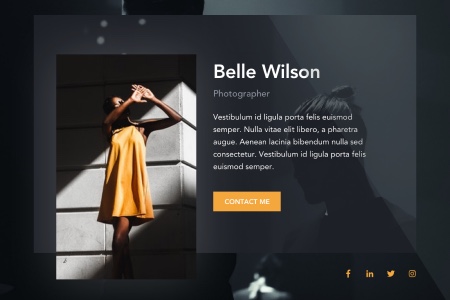 Belle Wilson
Photographer
Vestibulum id ligula porta felis euismod
semper. Nulla vitae elit libero, a pharetra
augue. Aenean lacinia bibendum nulla sed
consectetur. Vestibulum id ligula porta felis
euismod semper.
CONTACT ME